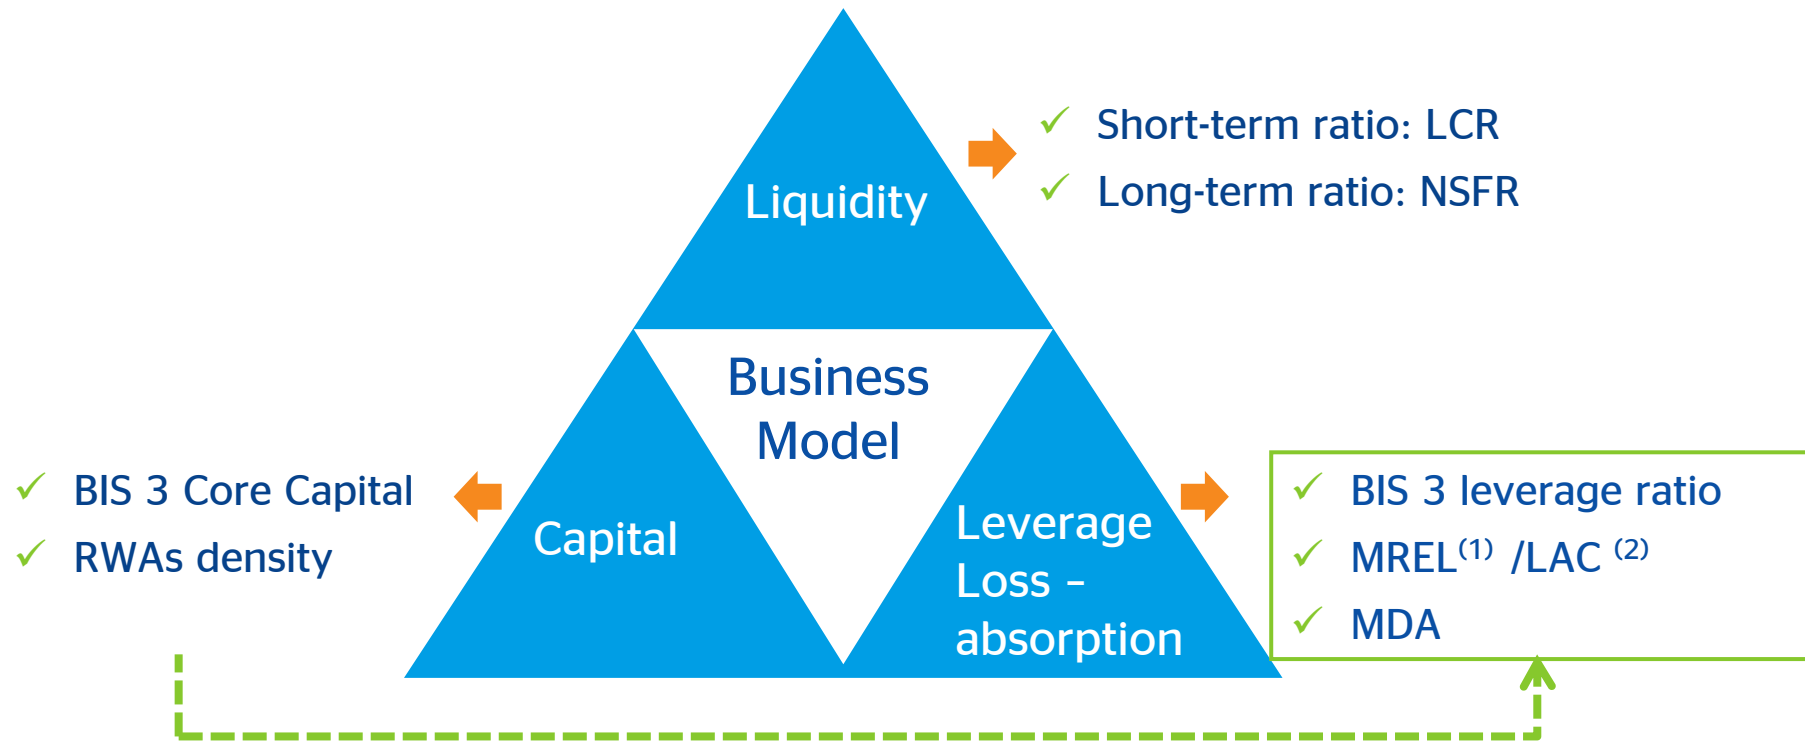 Liquidity
Short-term ratio: LCR
Long-term ratio: NSFR
Business
Model
BIS 3 Core Capital
RWAs density
Capital
Leverage
Loss –
absorption
BIS 3 leverage ratio
MREL(1) /LAC (2)
MDA